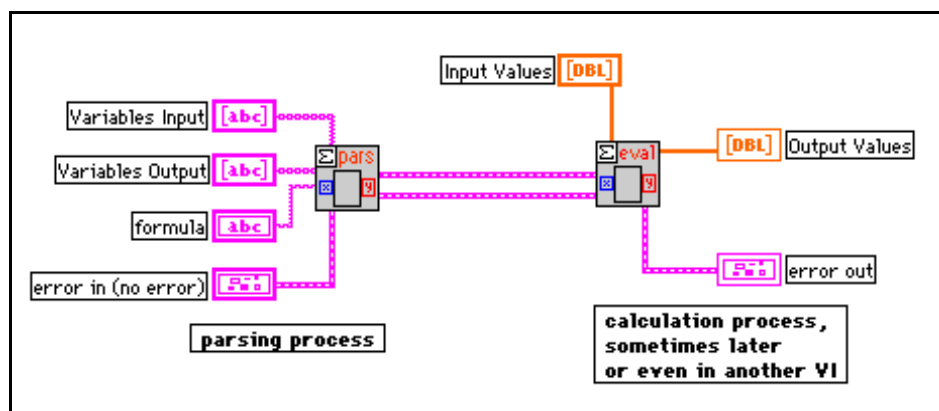 Input Values [DBL]
Variables Input [abc]
Σ pars
x y
Variables Output [abc]
formula abc
error in (no error)
parsing process
Σ eval
x y
[DBL] Output Values
error out
calculation process,
sometimes later
or even in another VI